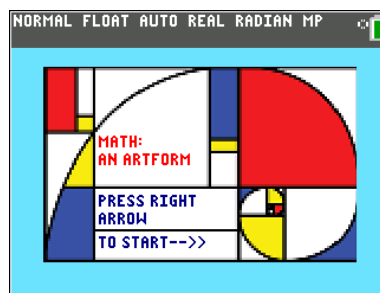 NORMAL FLOAT AUTO REAL RADIAN MP
MATH:
AN ARTFORM
PRESS RIGHT
ARROW
TO START-->>